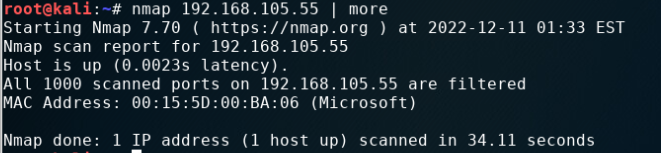 root@kali:~# nmap 192.168.105.55 | more
Starting Nmap 7.70 ( https://nmap.org ) at 2022-12-11 01:33 EST
Nmap scan report for 192.168.105.55
Host is up (0.0023s latency).
All 1000 scanned ports on 192.168.105.55 are filtered
MAC Address: 00:15:5D:00:BA:06 (Microsoft)
Nmap done: 1 IP address (1 host up) scanned in 34.11 seconds